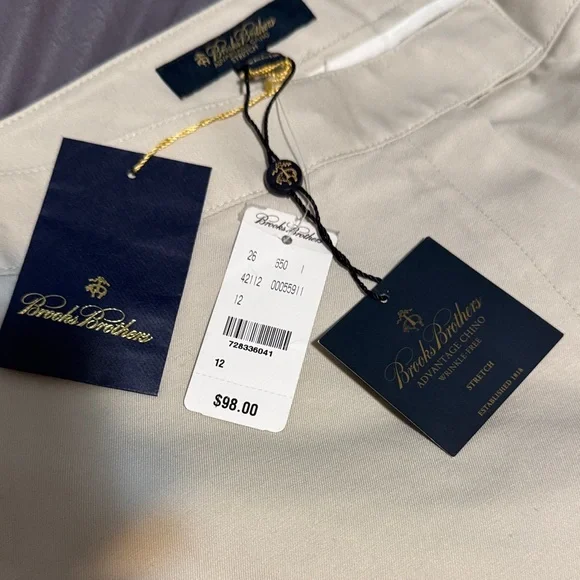 Brooks Brothers
STRETCH
Brooks Brothers
Brooks Brothers
26 S50 1
42112 00055911
12
728336041
12
$98.00
Brooks Brothers
ADVANTAGE CHINO
WRINKLE-FREE
STRETCH
ESTABLISHED 1818